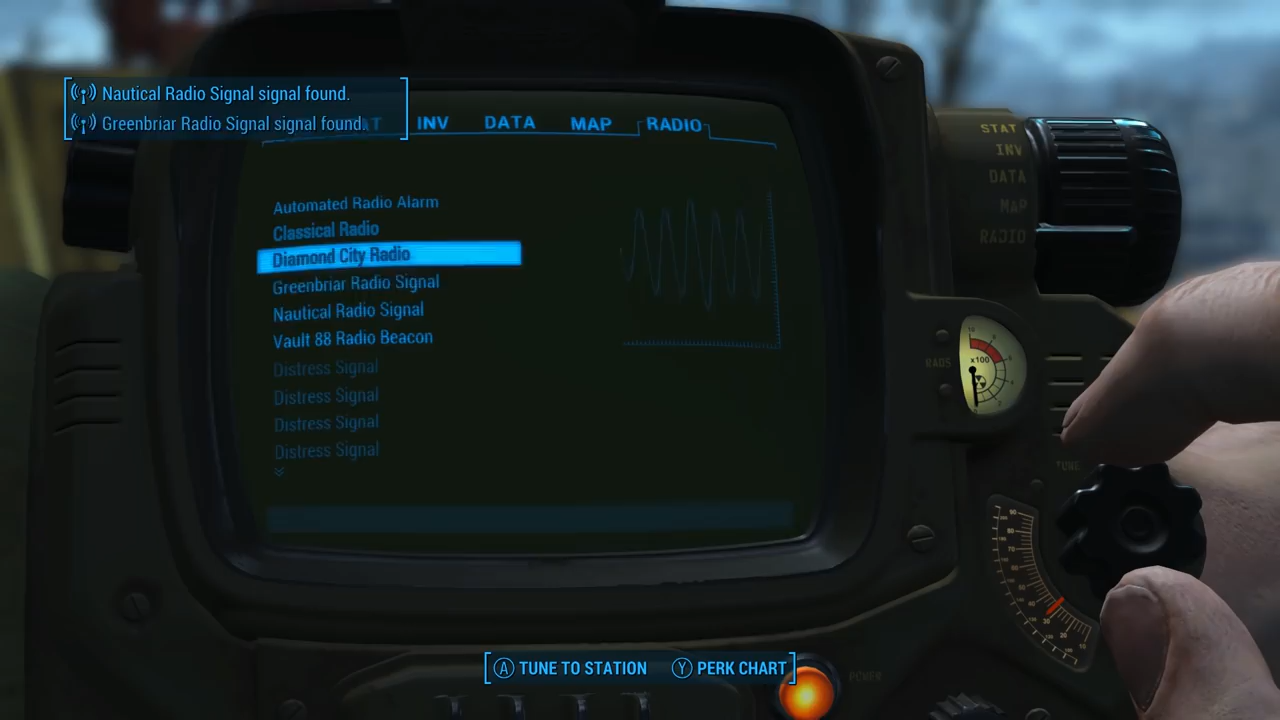 Nautical Radio Signal signal found.
Greenbriar Radio Signal signal found.
INV DATA MAP RADIO
Automated Radio Alarm
Classical Radio
Diamond City Radio
Greenbriar Radio Signal
Nautical Radio Signal
Vault 88 Radio Beacon
Distress Signal
Distress Signal
Distress Signal
Distress Signal
STAT
INV
DATA
MAP
RADIO
RADS
x100
TUNE
A TUNE TO STATION Y PERK CHART
POWER